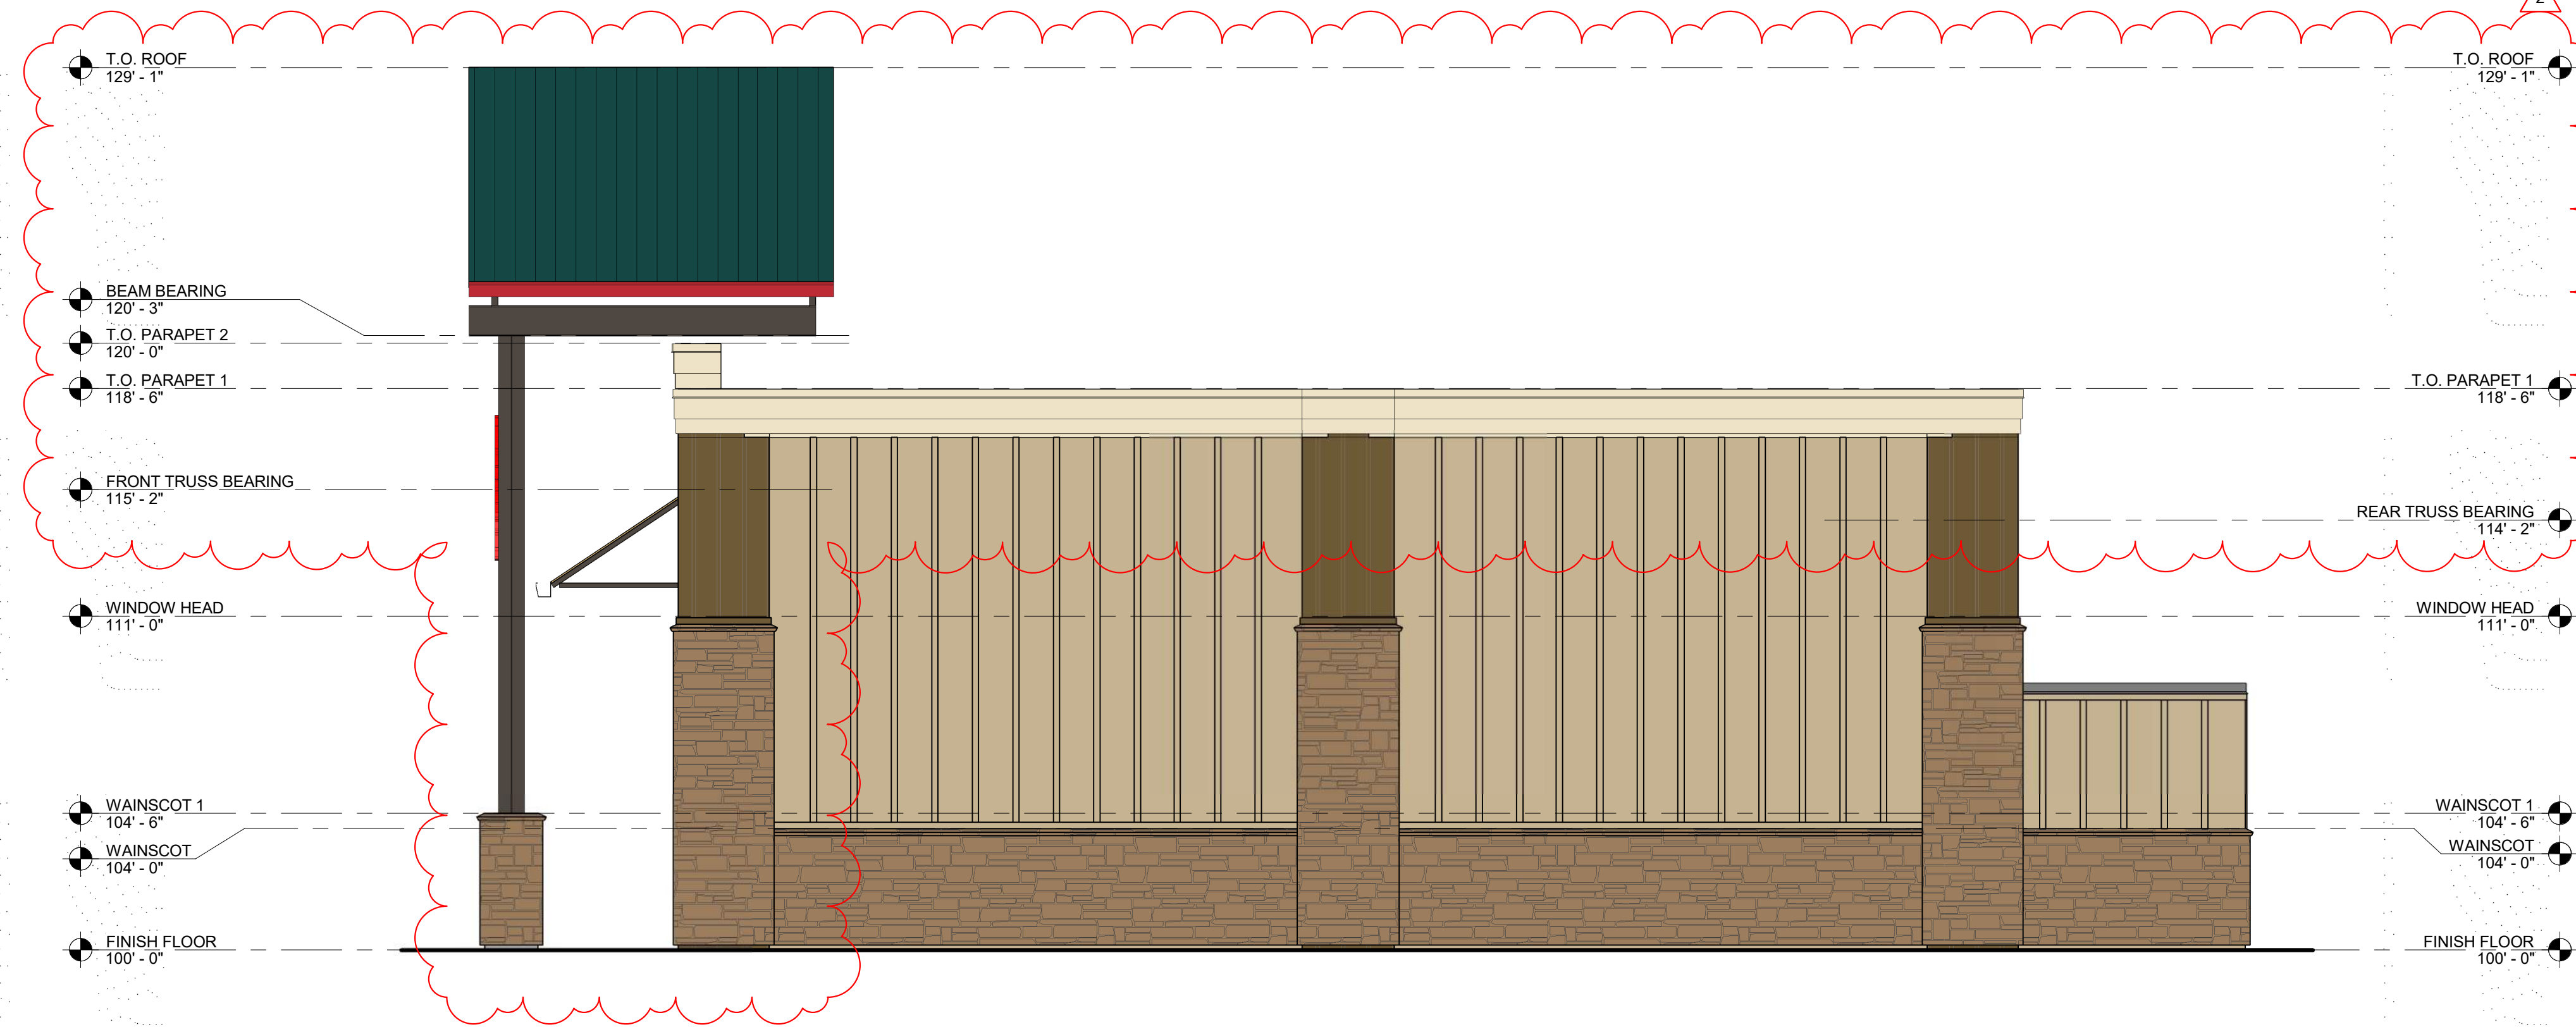 2
T.O. ROOF
129' - 1"
BEAM BEARING
120' - 3"
T.O. PARAPET 2
120' - 0"
T.O. PARAPET 1
118' - 6"
FRONT TRUSS BEARING
115' - 2"
WINDOW HEAD
111' - 0"
WAINSCOT 1
104' - 6"
WAINSCOT
104' - 0"
FINISH FLOOR
100' - 0"
T.O. ROOF
129' - 1"
T.O. PARAPET 1
118' - 6"
REAR TRUSS BEARING
114' - 2"
WINDOW HEAD
111' - 0"
WAINSCOT 1
104' - 6"
WAINSCOT
104' - 0"
FINISH FLOOR
100' - 0"